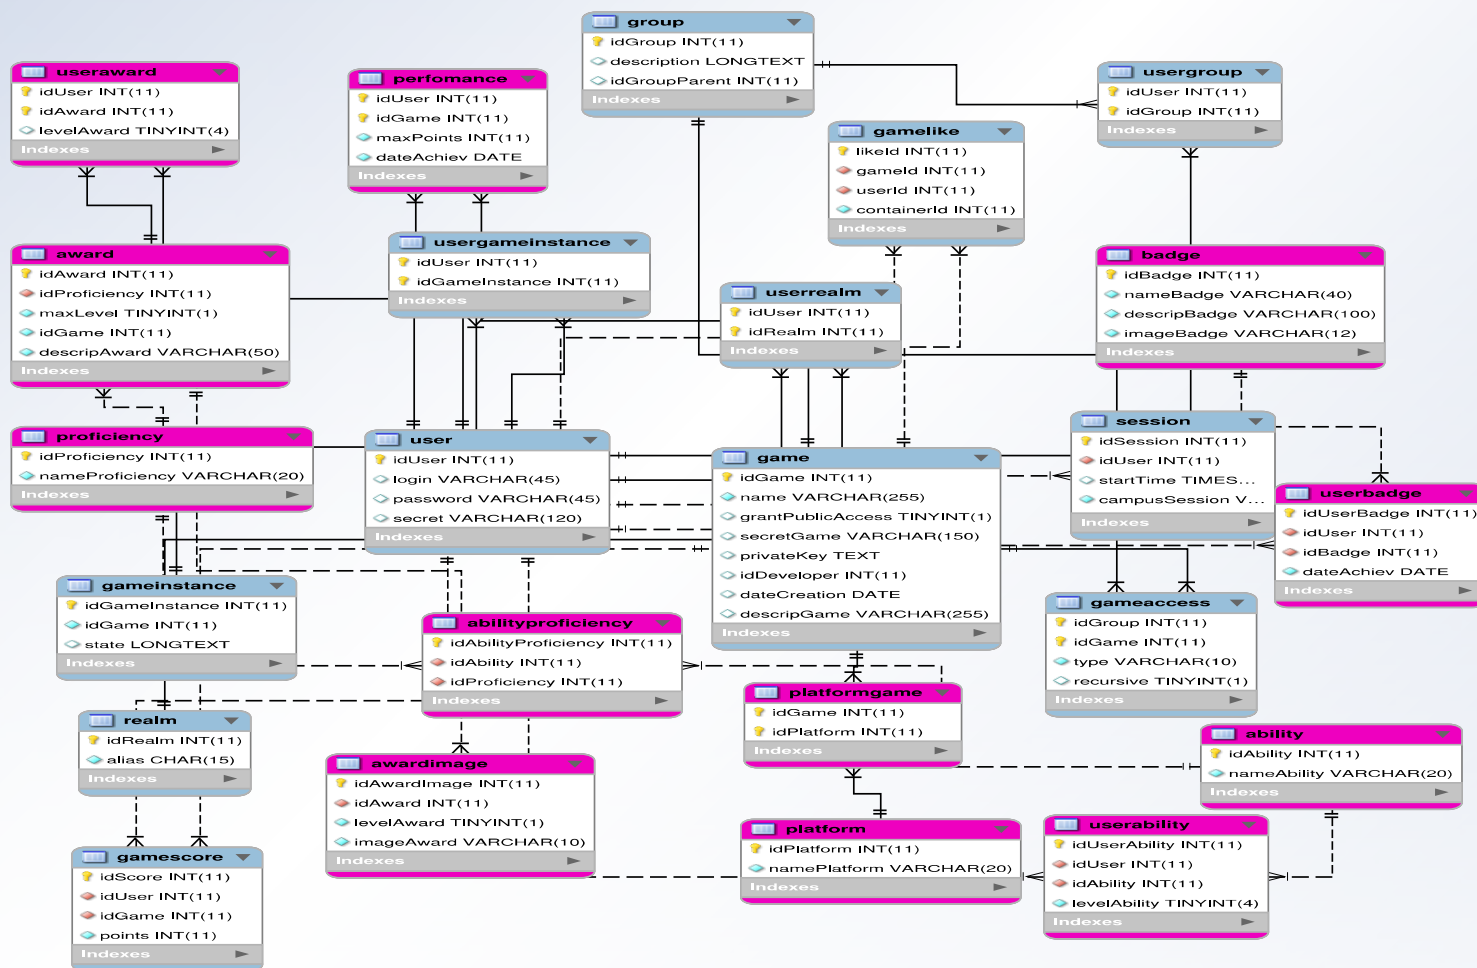 group
idGroup INT(11)
description LONGTEXT
idGroupParent INT(11)
Indexes
useraward
idUser INT(11)
idAward INT(11)
levelAward TINYINT(4)
Indexes
perfomance
idUser INT(11)
idGame INT(11)
maxPoints INT(11)
dateAchiev DATE
Indexes
usergroup
idUser INT(11)
idGroup INT(11)
Indexes
gamelike
likeId INT(11)
gameId INT(11)
userId INT(11)
containerId INT(11)
Indexes
usergameinstance
idUser INT(11)
idGameInstance INT(11)
Indexes
award
idAward INT(11)
idProficiency INT(11)
maxLevel TINYINT(1)
idGame INT(11)
descripAward VARCHAR(50)
Indexes
badge
idBadge INT(11)
nameBadge VARCHAR(40)
descripBadge VARCHAR(100)
imageBadge VARCHAR(12)
Indexes
userrealm
idUser INT(11)
idRealm INT(11)
Indexes
proficiency
idProficiency INT(11)
nameProficiency VARCHAR(20)
Indexes
user
idUser INT(11)
login VARCHAR(45)
password VARCHAR(45)
secret VARCHAR(120)
Indexes
game
idGame INT(11)
name VARCHAR(255)
grantPublicAccess TINYINT(1)
secretGame VARCHAR(150)
privateKey TEXT
idDeveloper INT(11)
dateCreation DATE
descripGame VARCHAR(255)
Indexes
session
idSession INT(11)
idUser INT(11)
startTime TIMES...
campusSession V...
Indexes
userbadge
idUserBadge INT(11)
idUser INT(11)
idBadge INT(11)
dateAchiev DATE
Indexes
gameinstance
idGameInstance INT(11)
idGame INT(11)
state LONGTEXT
Indexes
abilityproficiency
idAbilityProficiency INT(11)
idAbility INT(11)
idProficiency INT(11)
Indexes
gameaccess
idGroup INT(11)
idGame INT(11)
type VARCHAR(10)
recursive TINYINT(1)
Indexes
platformgame
idGame INT(11)
idPlatform INT(11)
Indexes
realm
idRealm INT(11)
alias CHAR(15)
Indexes
ability
idAbility INT(11)
nameAbility VARCHAR(20)
Indexes
awardimage
idAwardImage INT(11)
idAward INT(11)
levelAward TINYINT(1)
imageAward VARCHAR(10)
Indexes
platform
idPlatform INT(11)
namePlatform VARCHAR(20)
Indexes
userability
idUserAbility INT(11)
idUser INT(11)
idAbility INT(11)
levelAbility TINYINT(4)
Indexes
gamescore
idScore INT(11)
idUser INT(11)
idGame INT(11)
points INT(11)
Indexes